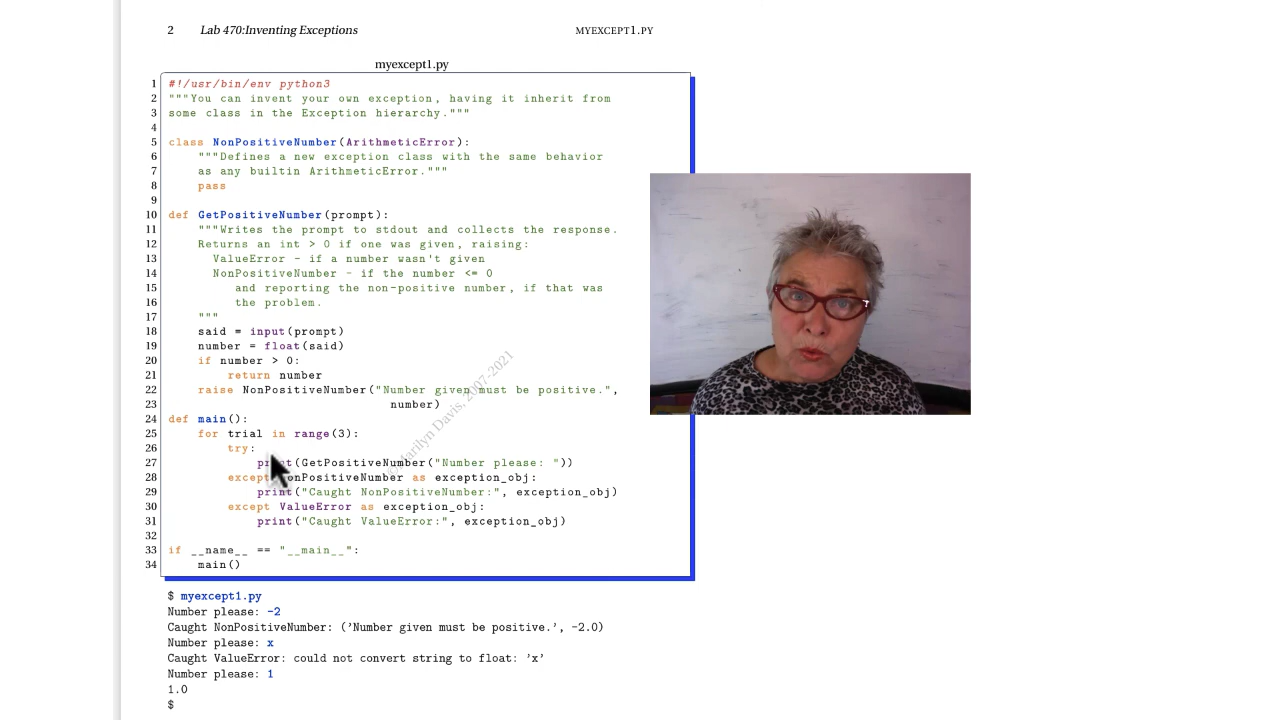 2 Lab 470:Inventing Exceptions MYEXCEPT1.PY
myexcept1.py
1 #!/usr/bin/env python3
2 """You can invent your own exception, having it inherit from
3 some class in the Exception hierarchy."""
4
5 class NonPositiveNumber(ArithmeticError):
6     """Defines a new exception class with the same behavior
7     as any builtin ArithmeticError."""
8     pass
9
10 def GetPositiveNumber(prompt):
11     """Writes the prompt to stdout and collects the response.
12     Returns an int > 0 if one was given, raising:
13       ValueError - if a number wasn't given
14       NonPositiveNumber - if the number <= 0
15          and reporting the non-positive number, if that was
16          the problem.
17     """
18     said = input(prompt)
19     number = float(said)
20     if number > 0:
21         return number
22     raise NonPositiveNumber("Number given must be positive.",
23                               number)
24 def main():
25     for trial in range(3):
26         try:
27             print(GetPositiveNumber("Number please: "))
28         except NonPositiveNumber as exception_obj:
29             print("Caught NonPositiveNumber:", exception_obj)
30         except ValueError as exception_obj:
31             print("Caught ValueError:", exception_obj)
32
33 if __name__ == "__main__":
34     main()
©Marilyn Davis, 2007-2021
$ myexcept1.py
Number please: -2
Caught NonPositiveNumber: ('Number given must be positive.', -2.0)
Number please: x
Caught ValueError: could not convert string to float: 'x'
Number please: 1
1.0
$